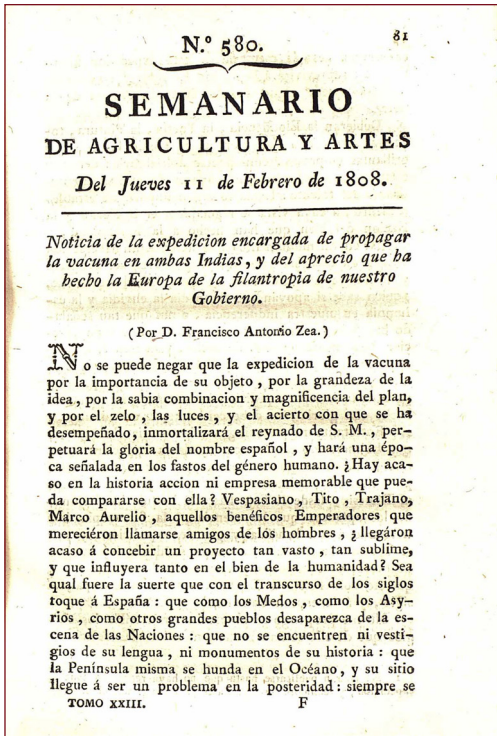 81
N.º 580.
SEMANARIO
DE AGRICULTURA Y ARTES
Del Jueves 11 de Febrero de 1808.
Noticia de la expedicion encargada de propagar
la vacuna en ambas Indias, y del aprecio que ha
hecho la Europa de la filantropia de nuestro
Gobierno.
(Por D. Francisco Antonio Zea.)
No se puede negar que la expedicion de la vacuna
por la importancia de su objeto, por la grandeza de la
idea, por la sabia combinacion y magnificencia del plan,
y por el zelo, las luces, y el acierto con que se ha
desempeñado, inmortalizará el reynado de S. M., per-
petuará la gloria del nombre español, y hará una épo-
ca señalada en los fastos del género humano. ¿Hay aca-
so en la historia accion ni empresa memorable que pue-
da compararse con ella? Vespasiano, Tito, Trajano,
Marco Aurelio, aquellos benéficos Emperadores que
mereciéron llamarse amigos de los hombres, ¿llegáron
acaso á concebir un proyecto tan vasto, tan sublime,
y que influyera tanto en el bien de la humanidad? Sea
qual fuere la suerte que con el transcurso de los siglos
toque á España: que como los Medos, como los Asy-
rios, como otros grandes pueblos desaparezca de la es-
cena de las Naciones: que no se encuentren ni vesti-
gios de su lengua, ni monumentos de su historia: que
la Península misma se hunda en el Océano, y su sitio
llegue á ser un problema en la posteridad: siempre se
TOMO XXIII. F